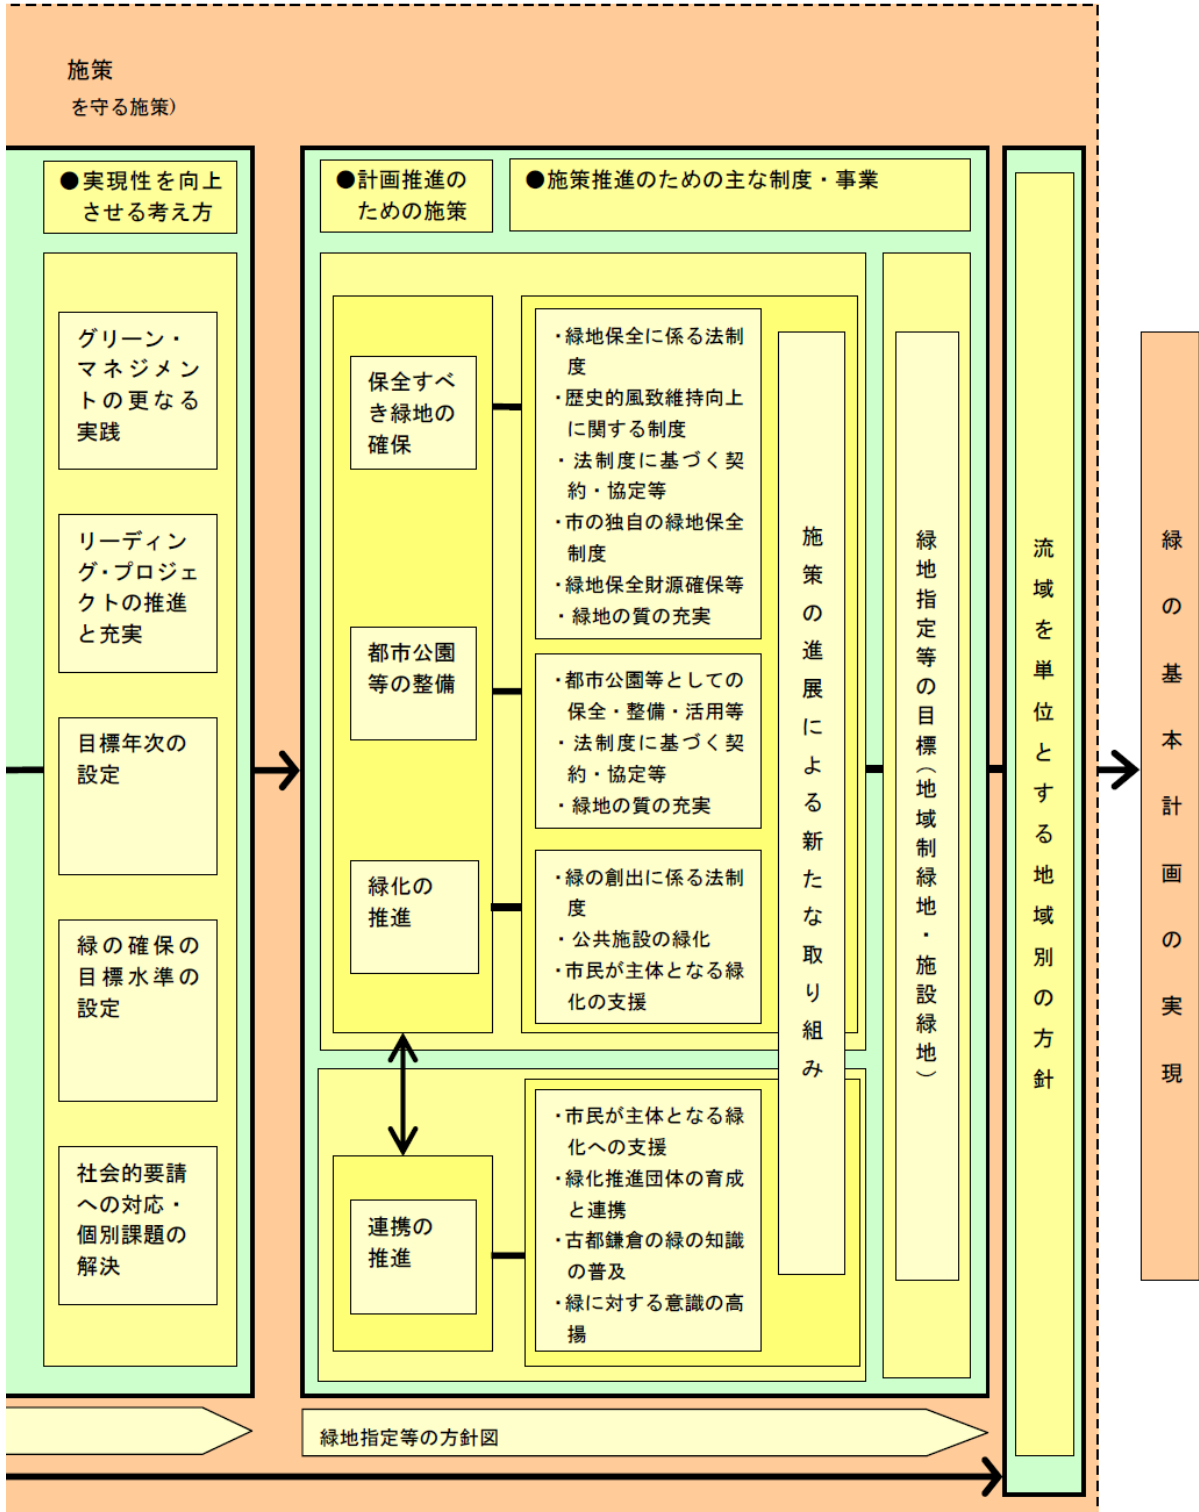 施策
を守る施策)
●実現性を向上
させる考え方
グリーン・
マネジメン
トの更なる
実践
リーディン
グ・プロジェ
クトの推進
と充実
目標年次の
設定
緑の確保の
目標水準の
設定
社会的要請
への対応・
個別課題の
解決
●計画推進の
ための施策
●施策推進のための主な制度・事業
保全すべ
き緑地の
確保
・緑地保全に係る法制
度
・歴史的風致維持向上
に関する制度
・法制度に基づく契
約・協定等
・市の独自の緑地保全
制度
・緑地保全財源確保等
・緑地の質の充実
都市公園
等の整備
・都市公園等としての
保全・整備・活用等
・法制度に基づく契
約・協定等
・緑地の質の充実
緑化の
推進
・緑の創出に係る法制
度
・公共施設の緑化
・市民が主体となる緑
化の支援
連携の
推進
・市民が主体となる緑
化への支援
・緑化推進団体の育成
と連携
・古都鎌倉の緑の知識
の普及
・緑に対する意識の高
揚
施策の進展による新たな取り組み
緑地指定等の目標（地域制緑地・施設緑地）
流域を単位とする地域別の方針
緑の基本計画の実現
緑地指定等の方針図